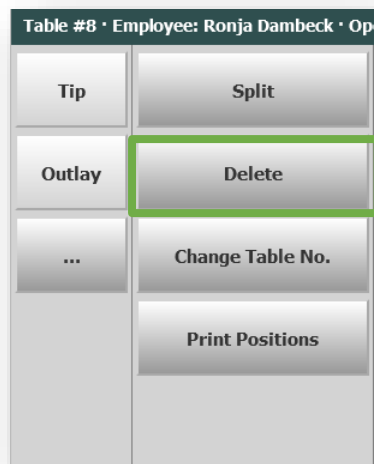 Table #8 · Employee: Ronja Dambeck · Op
Tip
Split
Outlay
Delete
...
Change Table No.
Print Positions